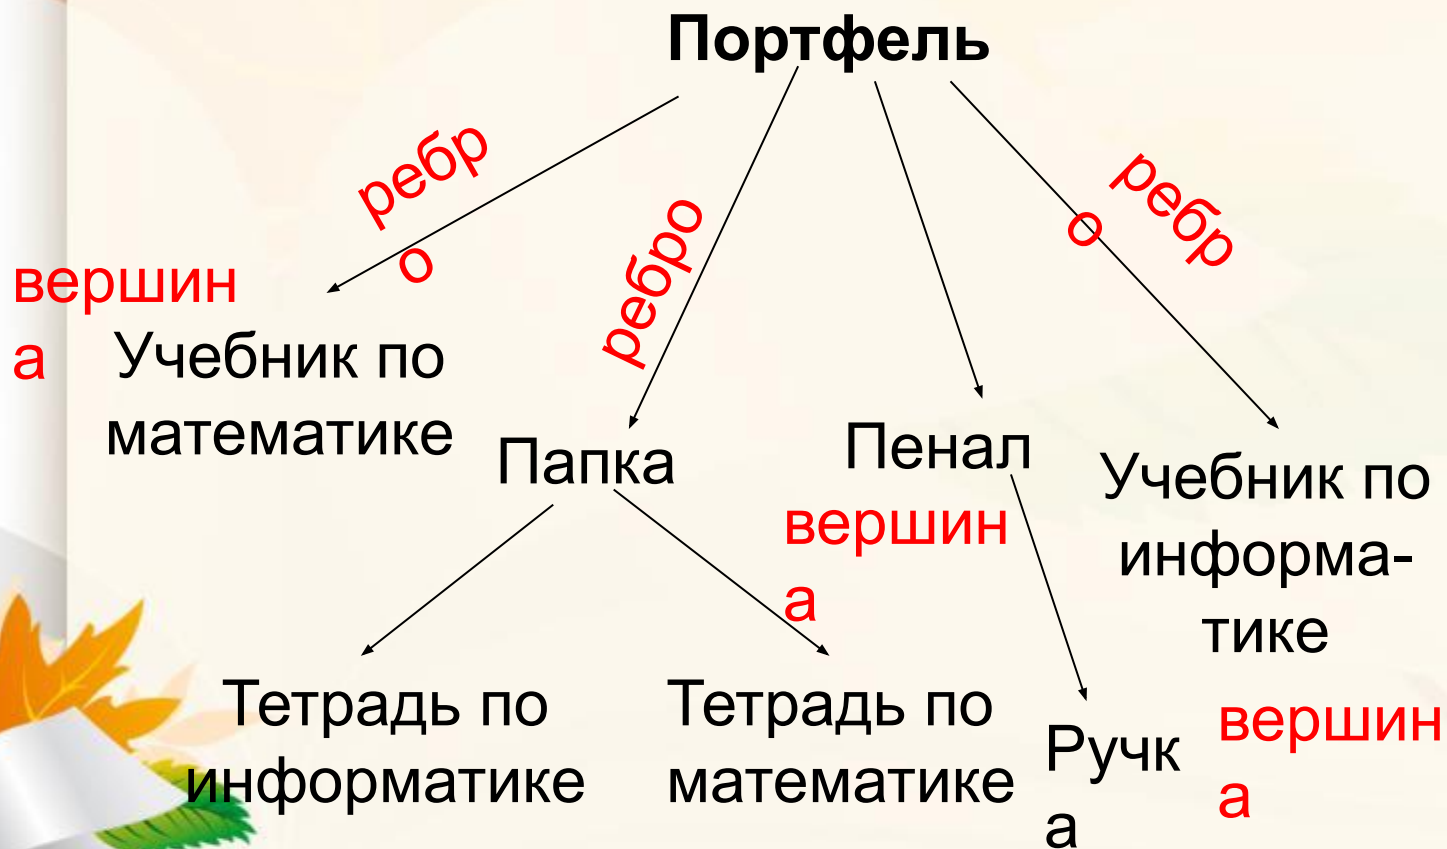 Портфель
ребр
о
ребро
ребр
о
вершин
а
Учебник по
математике
Папка
Пенал
вершин
а
Учебник по
информа-
тике
вершин
а
Тетрадь по
информатике
Тетрадь по
математике
Ручк
а